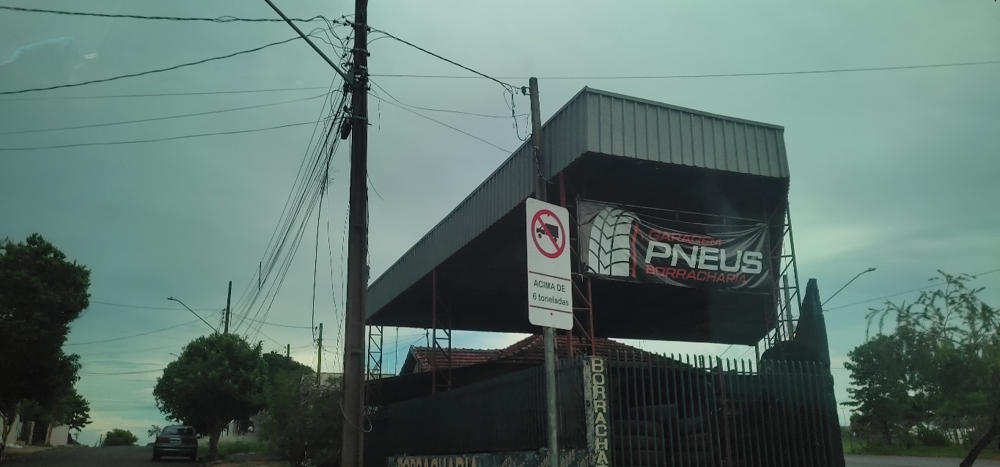 GARAGEM
PNEUS
BORRACHARIA
ACIMA DE
6 toneladas
BORRACHA
BORRACHARIA